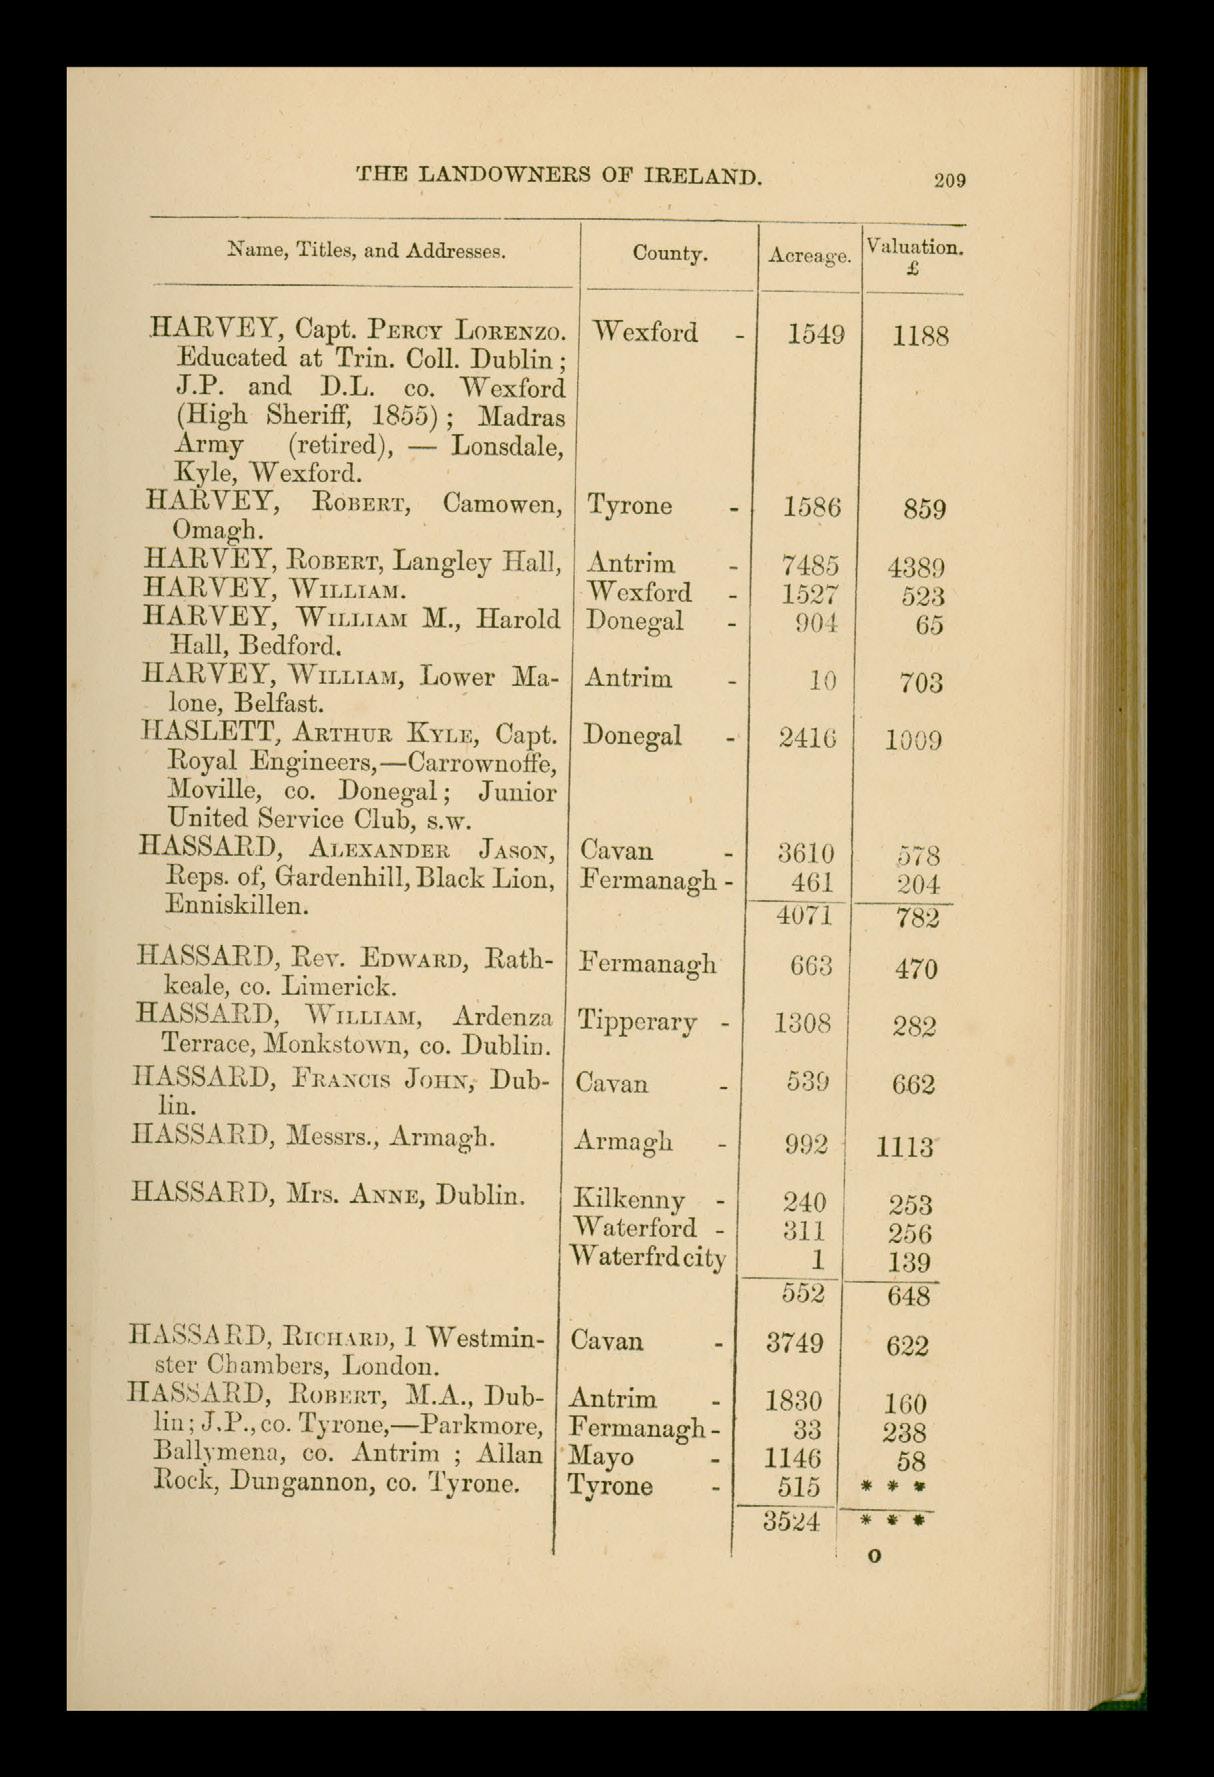 THE LANDOWNERS OF IRELAND. 209
Name, Titles, and Addresses. County. Acreage. Valuation.
£
HARVEY, Capt. PERCY LORENZO. Wexford - 1549 1188
Educated at Trin. Coll. Dublin;
J.P. and D.L. co. Wexford
(High Sheriff, 1855); Madras
Army (retired), — Lonsdale,
Kyle, Wexford.
HARVEY, ROBERT, Camowen, Tyrone - 1586 859
Omagh.
HARVEY, ROBERT, Langley Hall, Antrim - 7485 4389
HARVEY, WILLIAM. Wexford - 1527 523
HARVEY, WILLIAM M., Harold Donegal - 904 65
Hall, Bedford.
HARVEY, WILLIAM, Lower Ma- Antrim - 10 703
lone, Belfast.
HASLETT, ARTHUR KYLE, Capt. Donegal - 2416 1009
Royal Engineers,—Carrownoffe,
Moville, co. Donegal; Junior
United Service Club, s.w.
HASSARD, ALEXANDER JASON, Cavan - 3610 578
Reps. of, Gardenhill, Black Lion, Fermanagh - 461 204
Enniskillen. 4071 782
HASSARD, Rev. EDWARD, Rath- Fermanagh 663 470
keale, co. Limerick.
HASSARD, WILLIAM, Ardenza Tipperary - 1308 282
Terrace, Monkstown, co. Dublin.
HASSARD, FRANCIS JOHN, Dub- Cavan - 539 662
lin.
HASSARD, Messrs., Armagh. Armagh - 992 1113
HASSARD, Mrs. ANNE, Dublin. Kilkenny - 240 253
Waterford - 311 256
Waterfrd city 1 139
552 648
HASSARD, RICHARD, 1 Westmin- Cavan - 3749 622
ster Chambers, London.
HASSARD, ROBERT, M.A., Dub- Antrim - 1830 160
lin; J.P., co. Tyrone,—Parkmore, Fermanagh - 33 238
Ballymena, co. Antrim; Allan Mayo - 1146 58
Rock, Dungannon, co. Tyrone. Tyrone - 515 * * *
3524 * * *
O